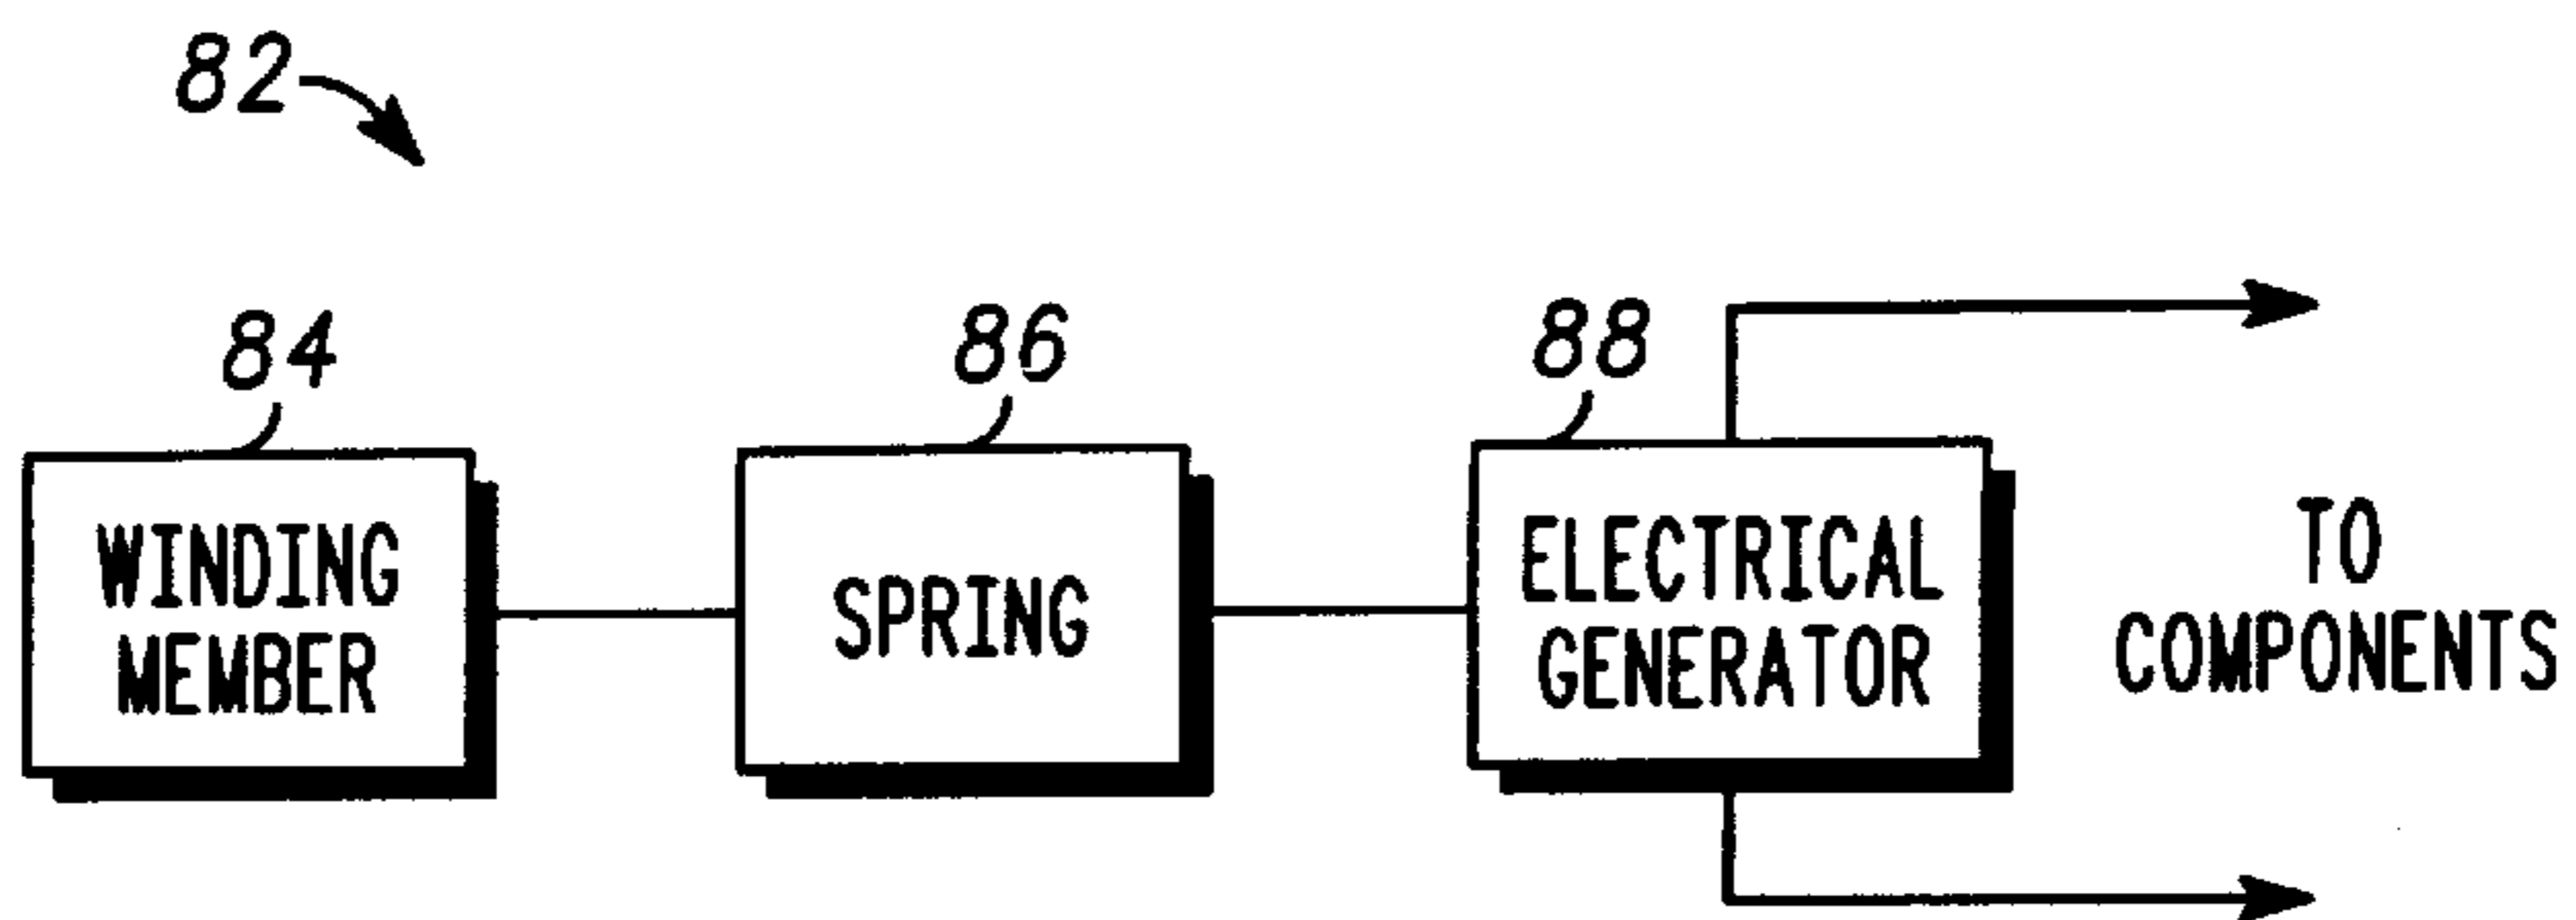 82
84
86
88
WINDING
MEMBER
SPRING
ELECTRICAL
GENERATOR
TO
COMPONENTS